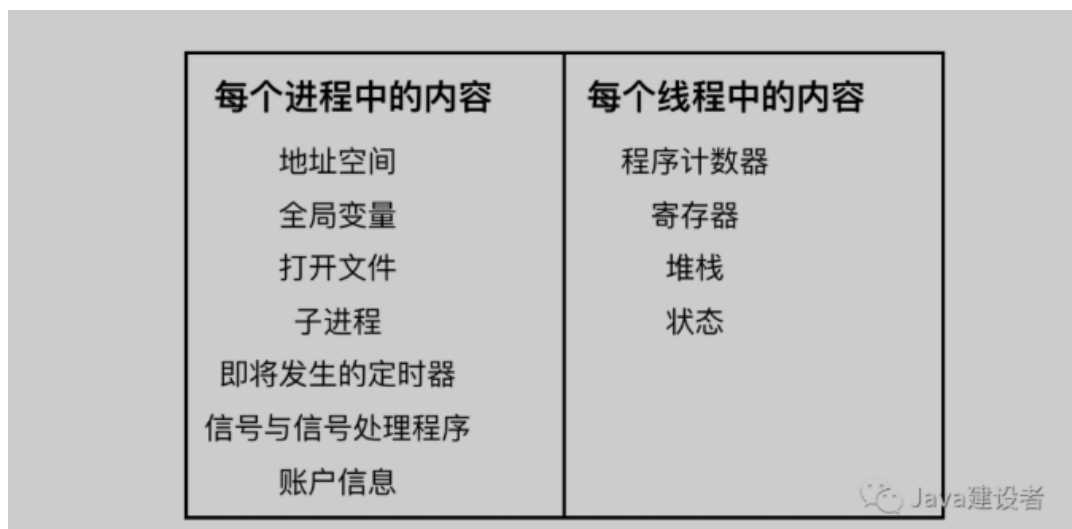 每个进程中的内容
地址空间
全局变量
打开文件
子进程
即将发生的定时器
信号与信号处理程序
账户信息
每个线程中的内容
程序计数器
寄存器
堆栈
状态
Java建设者